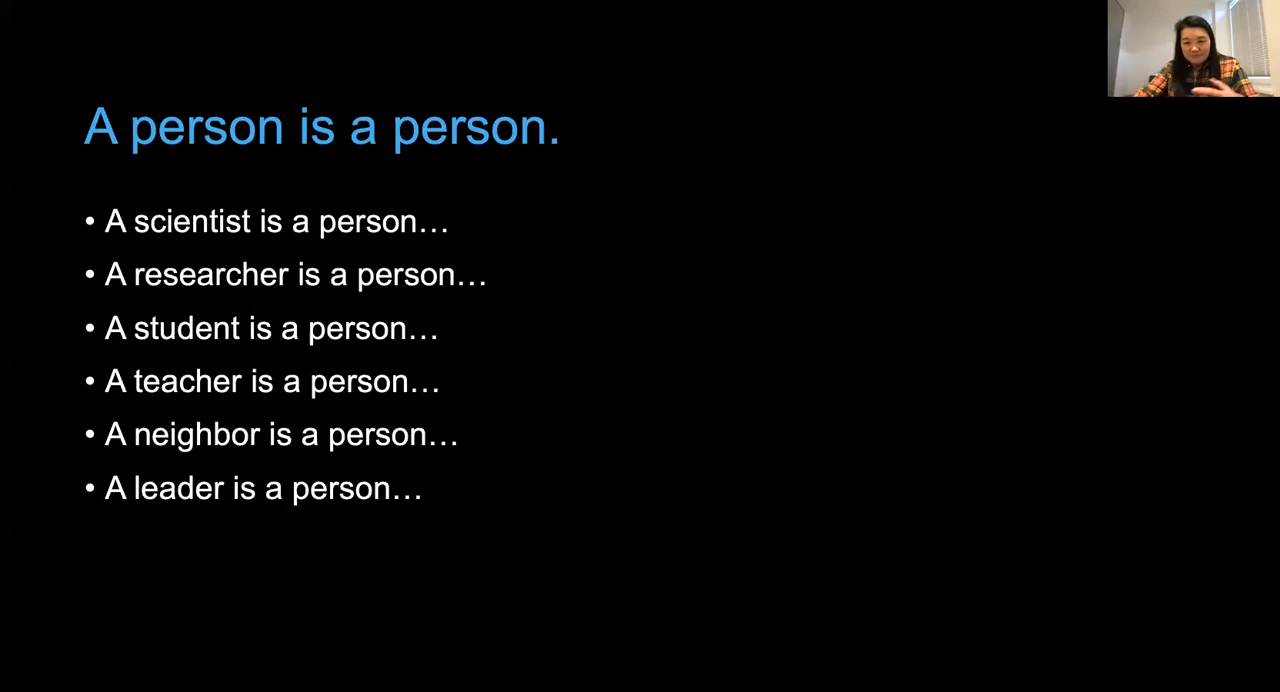 A person is a person.
• A scientist is a person…
• A researcher is a person…
• A student is a person…
• A teacher is a person…
• A neighbor is a person…
• A leader is a person…